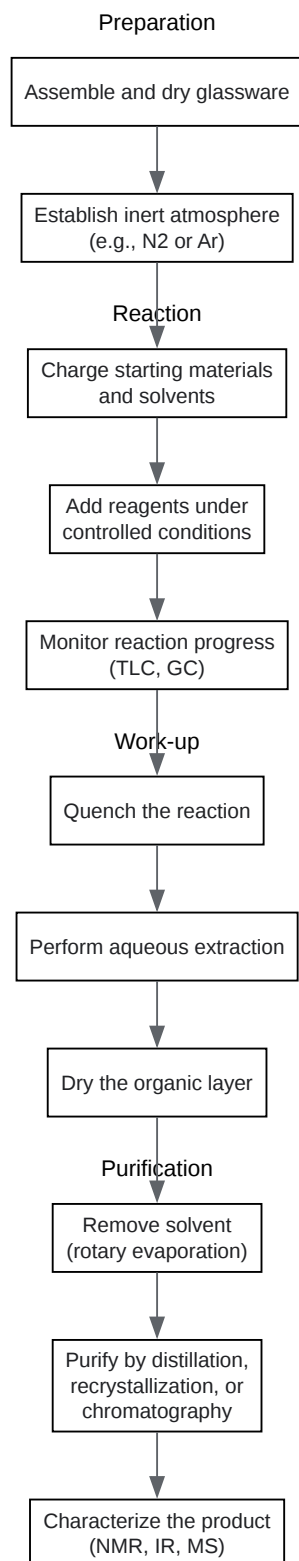 Preparation
Assemble and dry glassware
Establish inert atmosphere
(e.g., N2 or Ar)
Reaction
Charge starting materials
and solvents
Add reagents under
controlled conditions
Monitor reaction progress
(TLC, GC)
Work-up
Quench the reaction
Perform aqueous extraction
Dry the organic layer
Purification
Remove solvent
(rotary evaporation)
Purify by distillation,
recrystallization, or
chromatography
Characterize the product
(NMR, IR, MS)